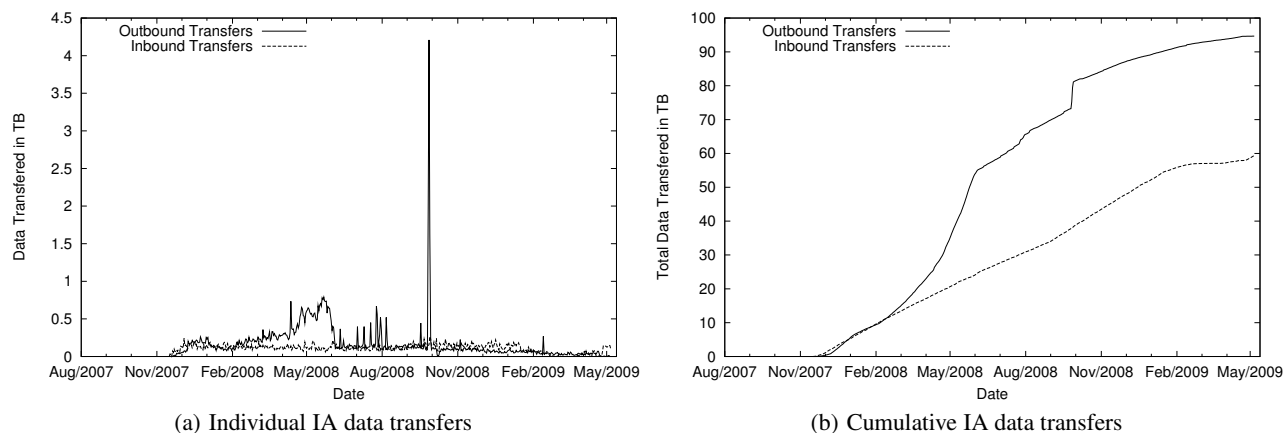 4.5
4
3.5
3
2.5
2
1.5
1
0.5
0
Data Transfered in TB
Outbound Transfers
Inbound Transfers
Aug/2007 Nov/2007 Feb/2008 May/2008 Aug/2008 Nov/2008 Feb/2009 May/2009
Date
(a) Individual IA data transfers
100
90
80
70
60
50
40
30
20
10
0
Total Data Transfered in TB
Outbound Transfers
Inbound Transfers
Aug/2007 Nov/2007 Feb/2008 May/2008 Aug/2008 Nov/2008 Feb/2009 May/2009
Date
(b) Cumulative IA data transfers